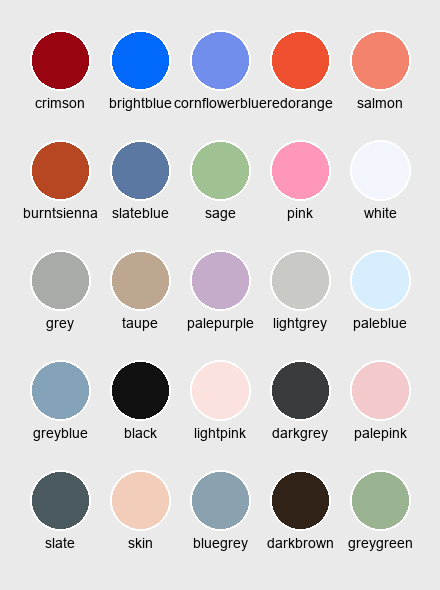 crimson brightblue cornflowerblue redorange salmon
burntsienna slateblue sage pink white
grey taupe palepurple lightgrey paleblue
greyblue black lightpink darkgrey palepink
slate skin bluegrey darkbrown greygreen